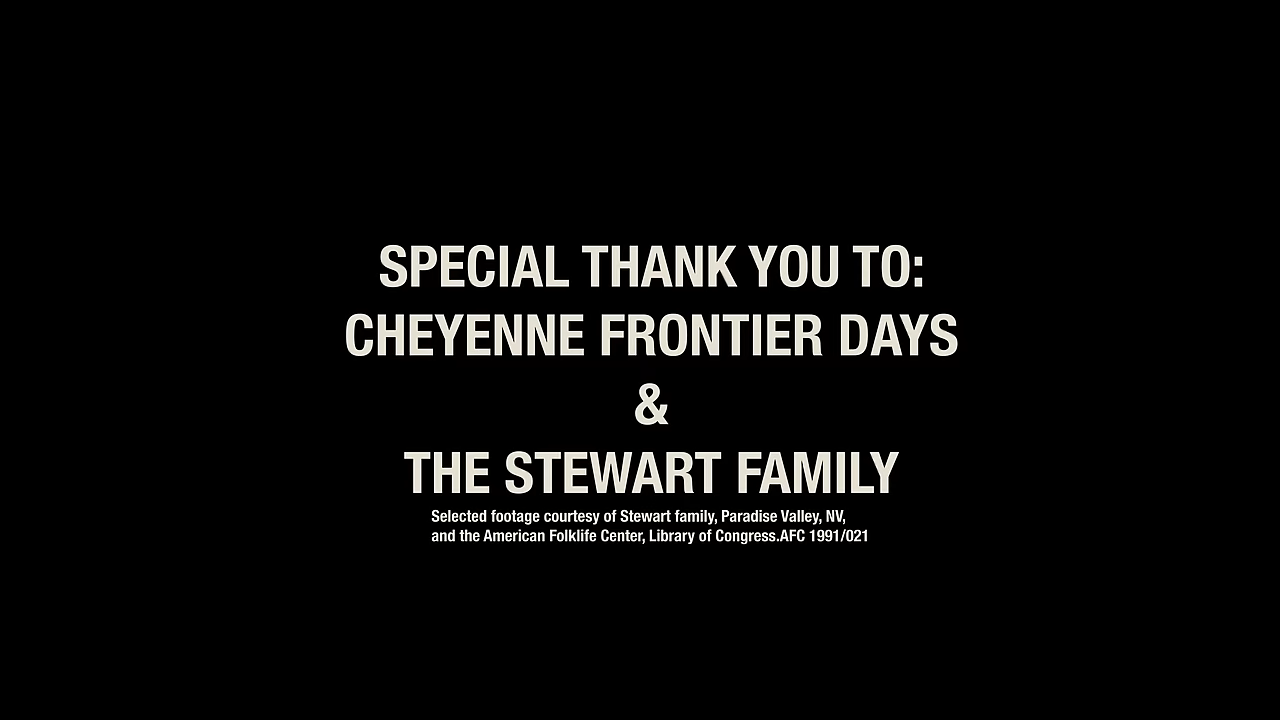 SPECIAL THANK YOU TO:
CHEYENNE FRONTIER DAYS
&
THE STEWART FAMILY
Selected footage courtesy of Stewart family, Paradise Valley, NV,
and the American Folklife Center, Library of Congress.AFC 1991/021